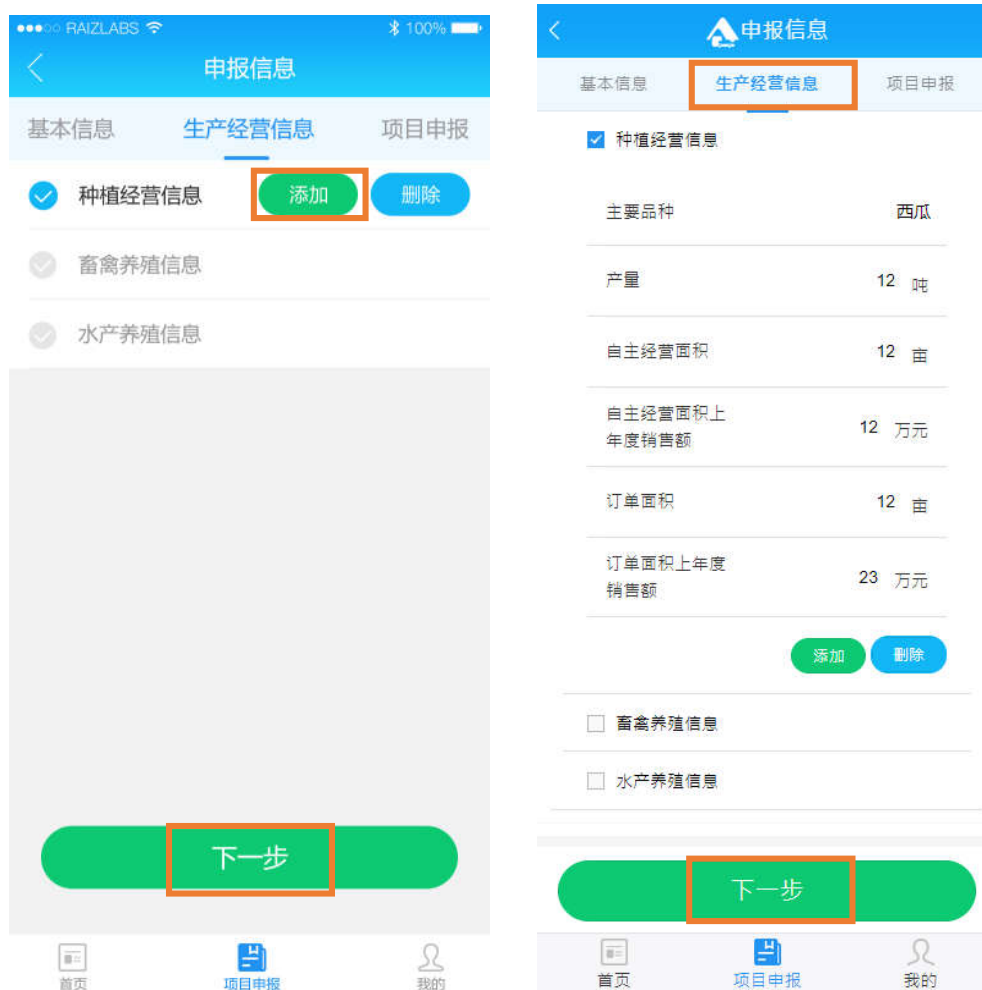 RAIZLABS
100%
申报信息
基本信息
生产经营信息
项目申报
种植经营信息
添加
删除
畜禽养殖信息
水产养殖信息
下一步
首页
项目申报
我的
申报信息
基本信息
生产经营信息
项目申报
种植经营信息
主要品种
西瓜
产量
12 吨
自主经营面积
12 亩
自主经营面积上
年度销售额
12 万元
订单面积
12 亩
订单面积上年度
销售额
23 万元
添加
删除
畜禽养殖信息
水产养殖信息
下一步
首页
项目申报
我的